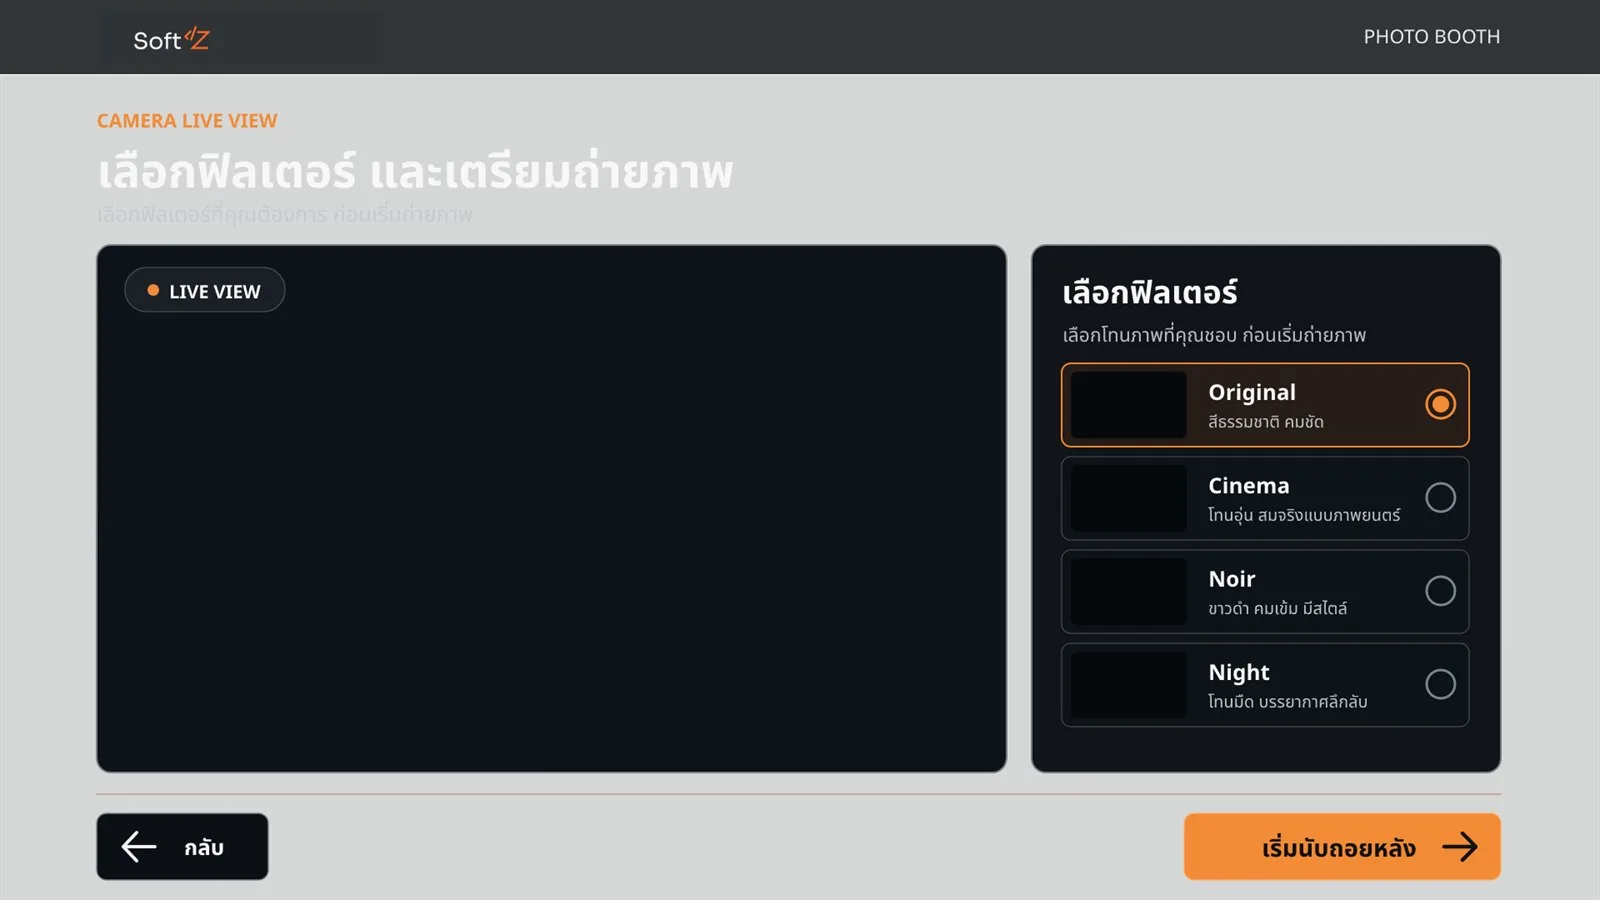 Soft</Z
PHOTO BOOTH
CAMERA LIVE VIEW
เลือกฟิลเตอร์ และเตรียมถ่ายภาพ
เลือกฟิลเตอร์ที่คุณต้องการ ก่อนเริ่มถ่ายภาพ
LIVE VIEW
เลือกฟิลเตอร์
เลือกโทนภาพที่คุณชอบ ก่อนเริ่มถ่ายภาพ
Original
สีธรรมชาติ คมชัด
Cinema
โทนอุ่น สมจริงแบบภาพยนตร์
Noir
ขาวดำ คมเข้ม มีสไตล์
Night
โทนมืด บรรยากาศลึกลับ
กลับ
เริ่มนับถอยหลัง